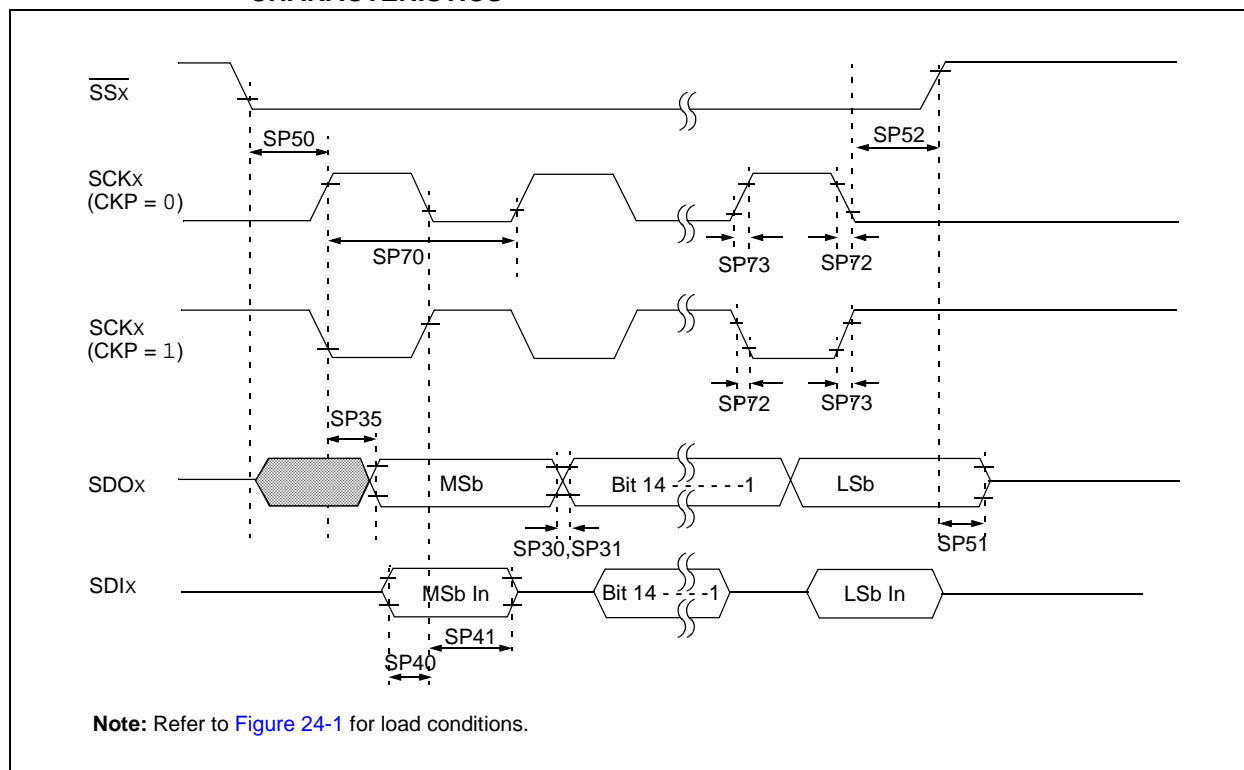 SSX
SP50
SP52
SCKX
(CKP = 0)
SP70
SP73
SP72
SCKX
(CKP = 1)
SP72
SP73
SP35
SDOX
MSb
Bit 14 - - - - - -1
LSb
SP30,SP31
SP51
SDIX
MSb In
Bit 14 - - - -1
LSb In
SP41
SP40
Note: Refer to Figure 24-1 for load conditions.